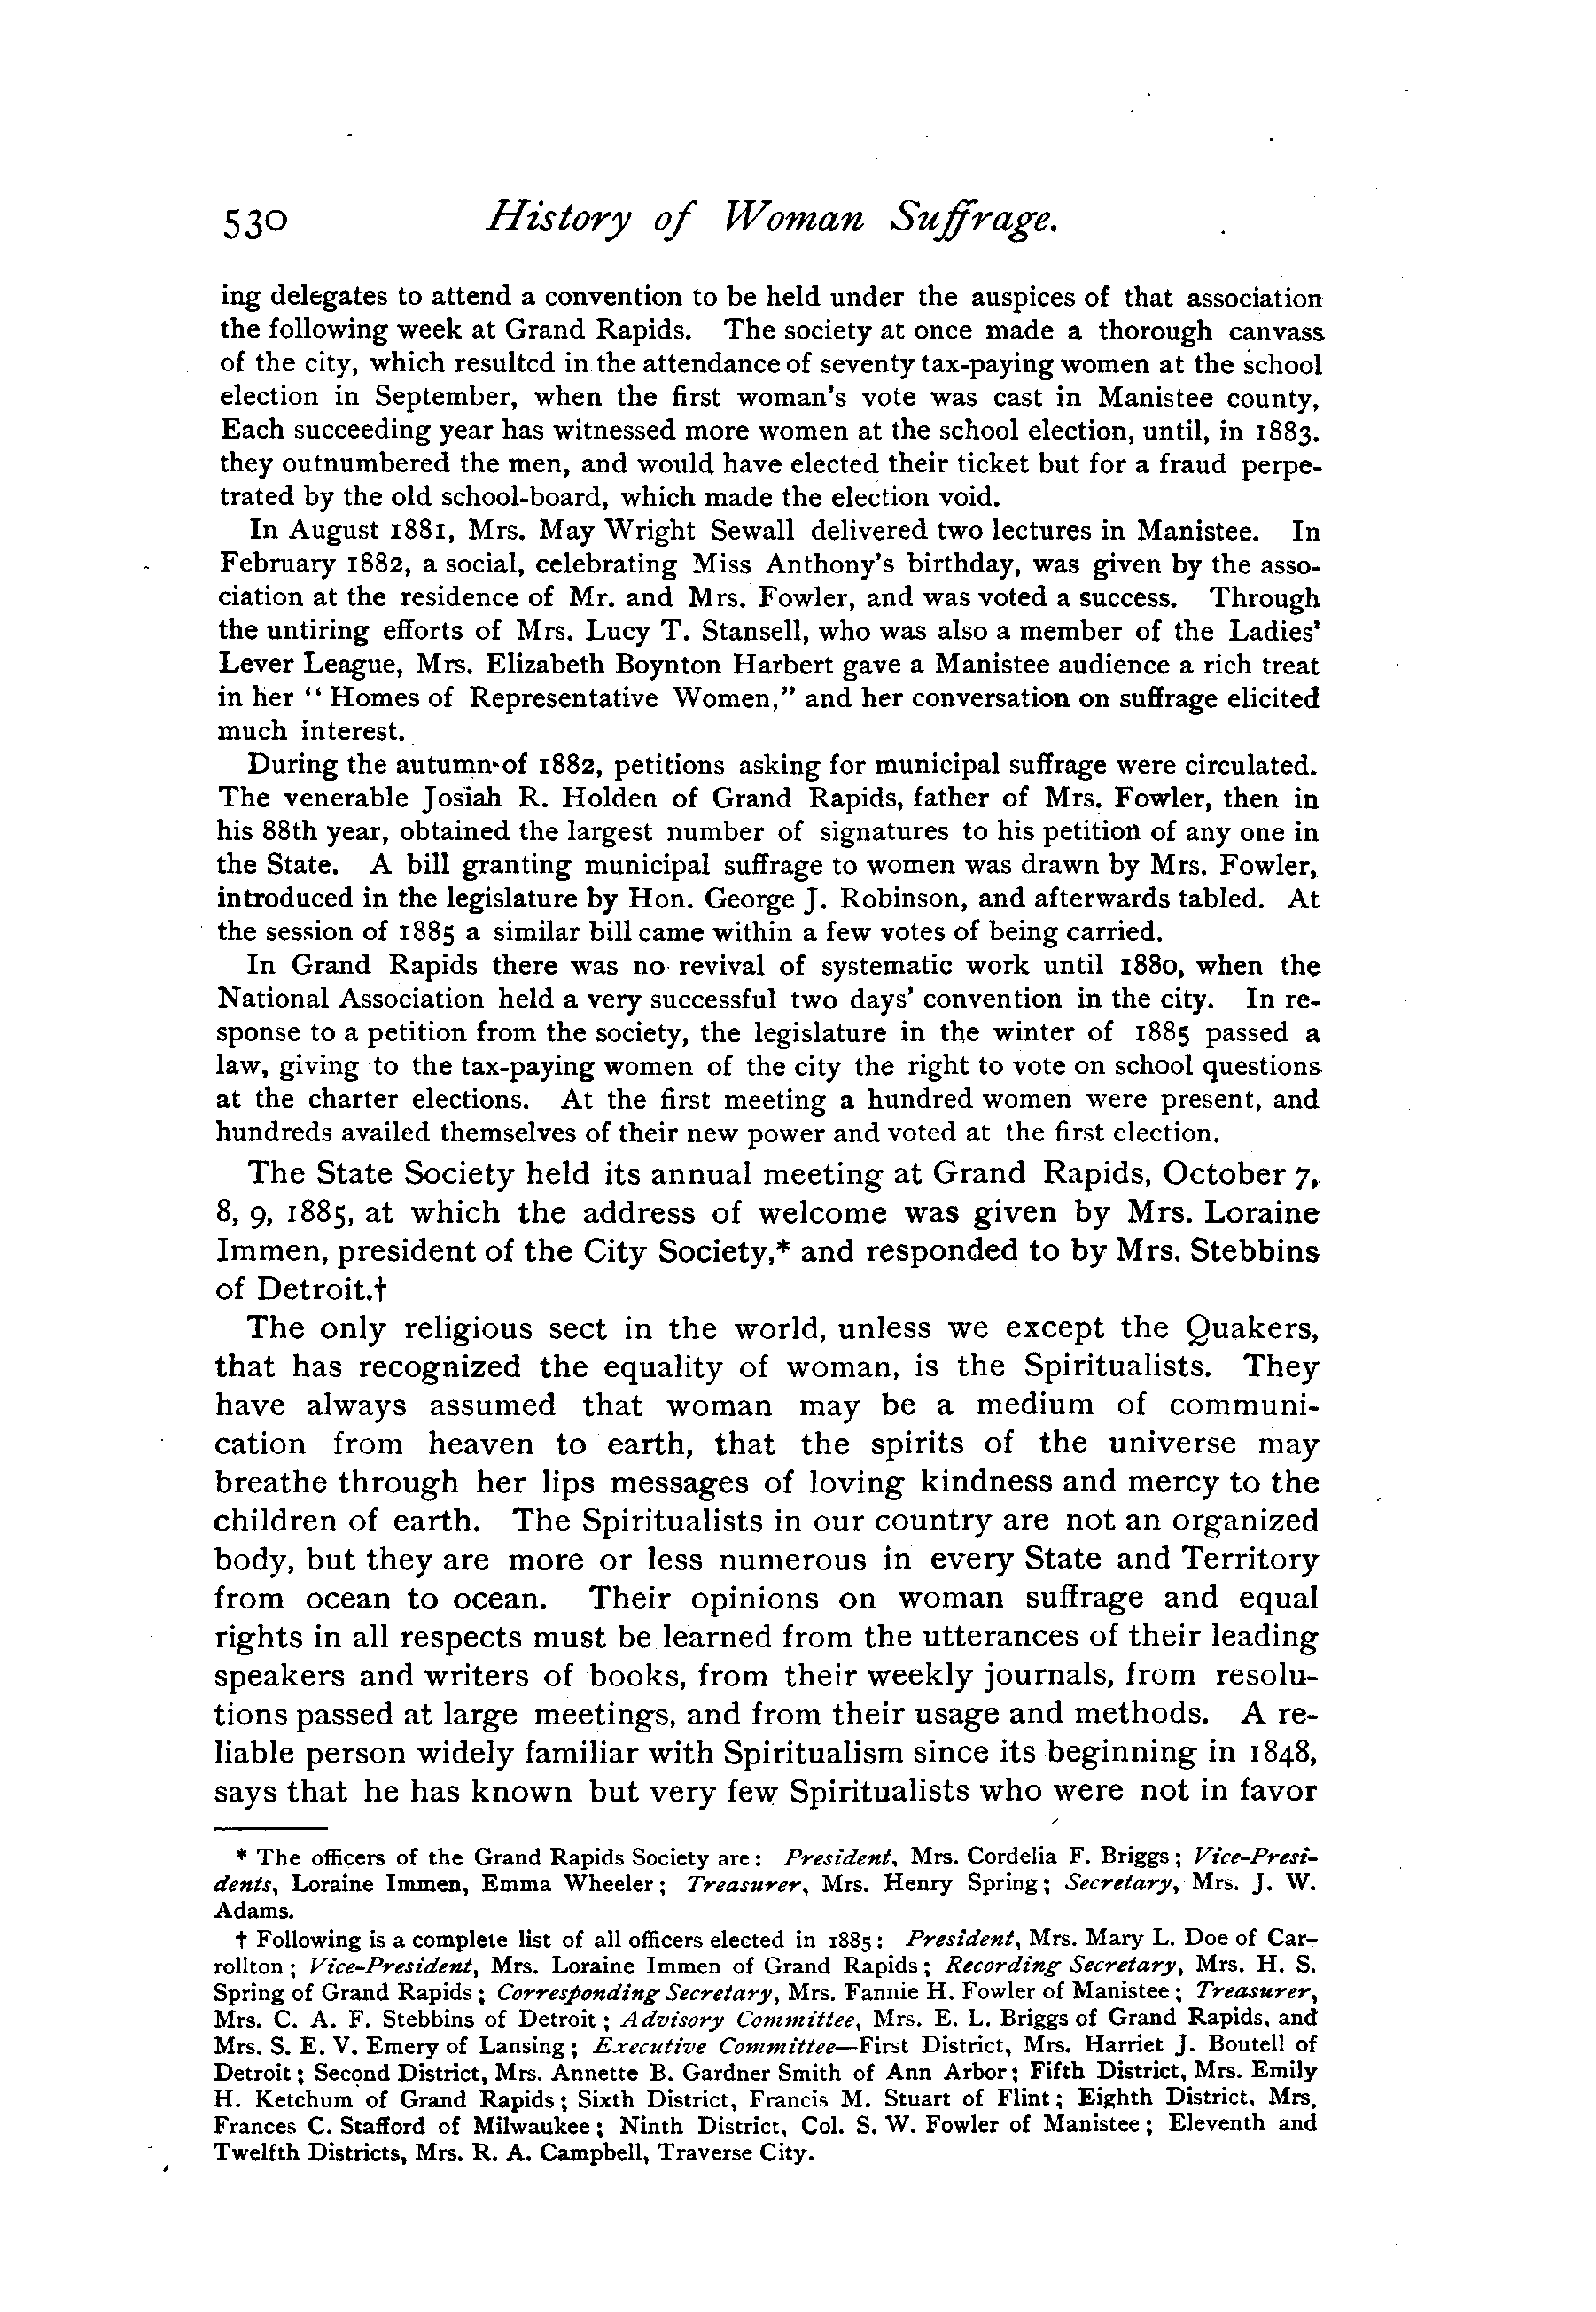 530 History of Woman Suffrage.
ing delegates to attend a convention to be held under the auspices of that association
the following week at Grand Rapids. The society at once made a thorough canvass
of the city, which resulted in the attendance of seventy tax-paying women at the school
election in September, when the first woman's vote was cast in Manistee county,
Each succeeding year has witnessed more women at the school election, until, in 1883.
they outnumbered the men, and would have elected their ticket but for a fraud perpe-
trated by the old school-board, which made the election void.
In August 1881, Mrs. May Wright Sewall delivered two lectures in Manistee. In
February 1882, a social, celebrating Miss Anthony's birthday, was given by the asso-
ciation at the residence of Mr. and Mrs. Fowler, and was voted a success. Through
the untiring efforts of Mrs. Lucy T. Stansell, who was also a member of the Ladies'
Lever League, Mrs. Elizabeth Boynton Harbert gave a Manistee audience a rich treat
in her "Homes of Representative Women," and her conversation on suffrage elicited
much interest.
During the autumn of 1882, petitions asking for municipal suffrage were circulated.
The venerable Josiah R. Holden of Grand Rapids, father of Mrs. Fowler, then in
his 88th year, obtained the largest number of signatures to his petition of any one in
the State. A bill granting municipal suffrage to women was drawn by Mrs. Fowler,
introduced in the legislature by Hon. George J. Robinson, and afterwards tabled. At
the session of 1885 a similar bill came within a few votes of being carried.
In Grand Rapids there was no revival of systematic work until 1880, when the
National Association held a very successful two days' convention in the city. In re-
sponse to a petition from the society, the legislature in the winter of 1885 passed a
law, giving to the tax-paying women of the city the right to vote on school questions
at the charter elections. At the first meeting a hundred women were present, and
hundreds availed themselves of their new power and voted at the first election.
The State Society held its annual meeting at Grand Rapids, October 7,
8, 9, 1885, at which the address of welcome was given by Mrs. Loraine
Immen, president of the City Society,* and responded to by Mrs. Stebbins
of Detroit.†
The only religious sect in the world, unless we except the Quakers,
that has recognized the equality of woman, is the Spiritualists. They
have always assumed that woman may be a medium of communi-
cation from heaven to earth, that the spirits of the universe may
breathe through her lips messages of loving kindness and mercy to the
children of earth. The Spiritualists in our country are not an organized
body, but they are more or less numerous in every State and Territory
from ocean to ocean. Their opinions on woman suffrage and equal
rights in all respects must be learned from the utterances of their leading
speakers and writers of books, from their weekly journals, from resolu-
tions passed at large meetings, and from their usage and methods. A re-
liable person widely familiar with Spiritualism since its beginning in 1848,
says that he has known but very few Spiritualists who were not in favor
* The officers of the Grand Rapids Society are: President, Mrs. Cordelia F. Briggs; Vice-Presi-
dents, Loraine Immen, Emma Wheeler; Treasurer, Mrs. Henry Spring; Secretary, Mrs. J. W.
Adams.
† Following is a complete list of all officers elected in 1885: President, Mrs. Mary L. Doe of Car-
rollton; Vice-President, Mrs. Loraine Immen of Grand Rapids; Recording Secretary, Mrs. H. S.
Spring of Grand Rapids; Corresponding Secretary, Mrs. Fannie H. Fowler of Manistee; Treasurer,
Mrs. C. A. F. Stebbins of Detroit; Advisory Committee, Mrs. E. L. Briggs of Grand Rapids, and
Mrs. S. E. V. Emery of Lansing; Executive Committee—First District, Mrs. Harriet J. Boutell of
Detroit; Second District, Mrs. Annette B. Gardner Smith of Ann Arbor; Fifth District, Mrs. Emily
H. Ketchum of Grand Rapids; Sixth District, Francis M. Stuart of Flint; Eighth District, Mrs.
Frances C. Stafford of Milwaukee; Ninth District, Col. S. W. Fowler of Manistee; Eleventh and
Twelfth Districts, Mrs. R. A. Campbell, Traverse City.